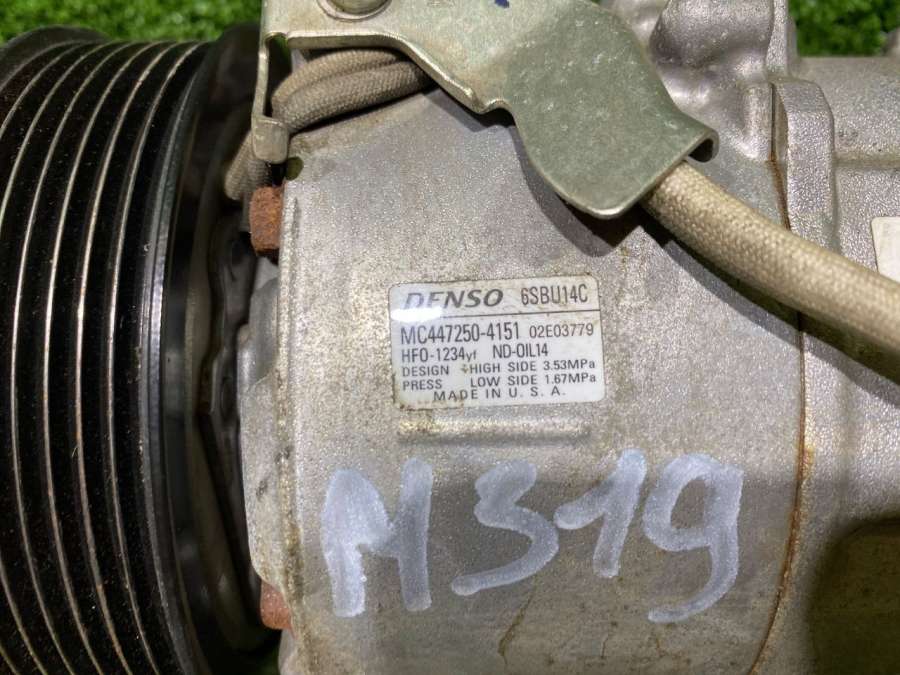 DENSO 6SBU14C
MC447250-4151 02E03779
HFO-1234yf ND-OIL14
DESIGN HIGH SIDE 3.53MPa
PRESS LOW SIDE 1.67MPa
MADE IN U. S. A.
M319